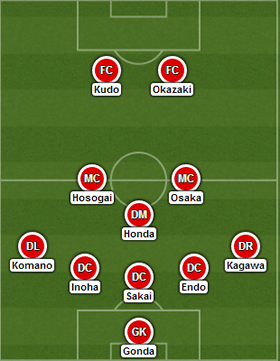 FC
FC
Kudo
Okazaki
MC
MC
Hosogai
Osaka
DM
Honda
DL
DR
Komano
Kagawa
DC
DC
DC
Inoha
Endo
Sakai
GK
Gonda